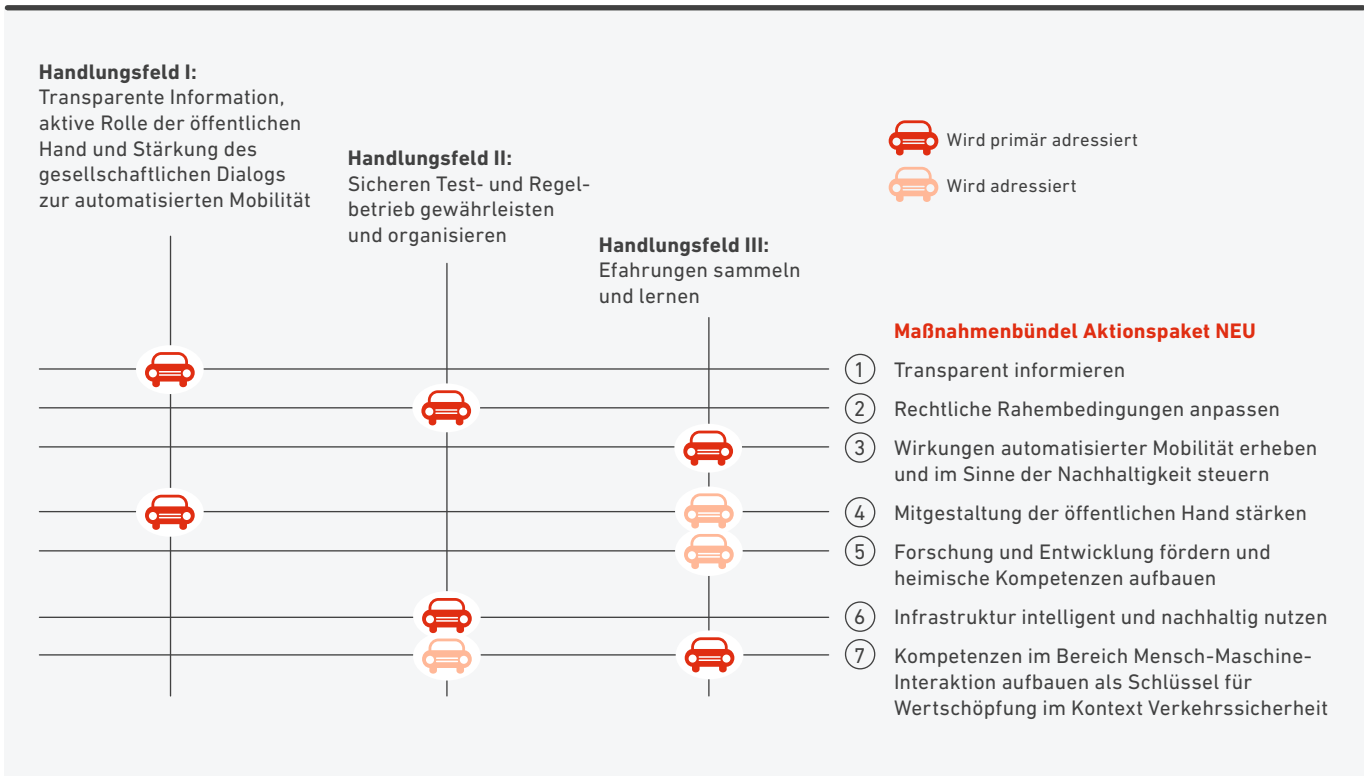 Handlungsfeld I:
Transparente Information,
aktive Rolle der öffentlichen
Hand und Stärkung des
gesellschaftlichen Dialogs
zur automatisierten Mobilität
Handlungsfeld II:
Sicheren Test- und Regel-
betrieb gewährleisten
und organisieren
Handlungsfeld III:
Efahrungen sammeln
und lernen
Wird primär adressiert
Wird adressiert
Maßnahmenbündel Aktionspaket NEU
1 Transparent informieren
2 Rechtliche Rahembedingungen anpassen
3 Wirkungen automatisierter Mobilität erheben
und im Sinne der Nachhaltigkeit steuern
4 Mitgestaltung der öffentlichen Hand stärken
5 Forschung und Entwicklung fördern und
heimische Kompetenzen aufbauen
6 Infrastruktur intelligent und nachhaltig nutzen
7 Kompetenzen im Bereich Mensch-Maschine-
Interaktion aufbauen als Schlüssel für
Wertschöpfung im Kontext Verkehrssicherheit